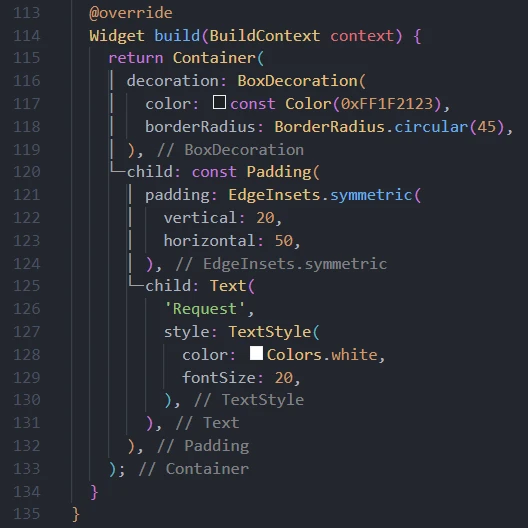 113 @override
114 Widget build(BuildContext context) {
115 return Container(
116 decoration: BoxDecoration(
117 color: const Color(0xFF1F2123),
118 borderRadius: BorderRadius.circular(45),
119 ), // BoxDecoration
120 child: const Padding(
121 padding: EdgeInsets.symmetric(
122 vertical: 20,
123 horizontal: 50,
124 ), // EdgeInsets.symmetric
125 child: Text(
126 'Request',
127 style: TextStyle(
128 color: Colors.white,
129 fontSize: 20,
130 ), // TextStyle
131 ), // Text
132 ), // Padding
133 ); // Container
134 }
135 }